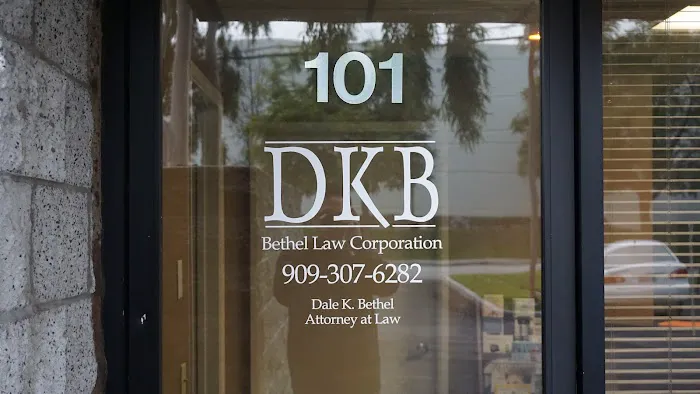 101
DKB
Bethel Law Corporation
909-307-6282
Dale K. Bethel
Attorney at Law